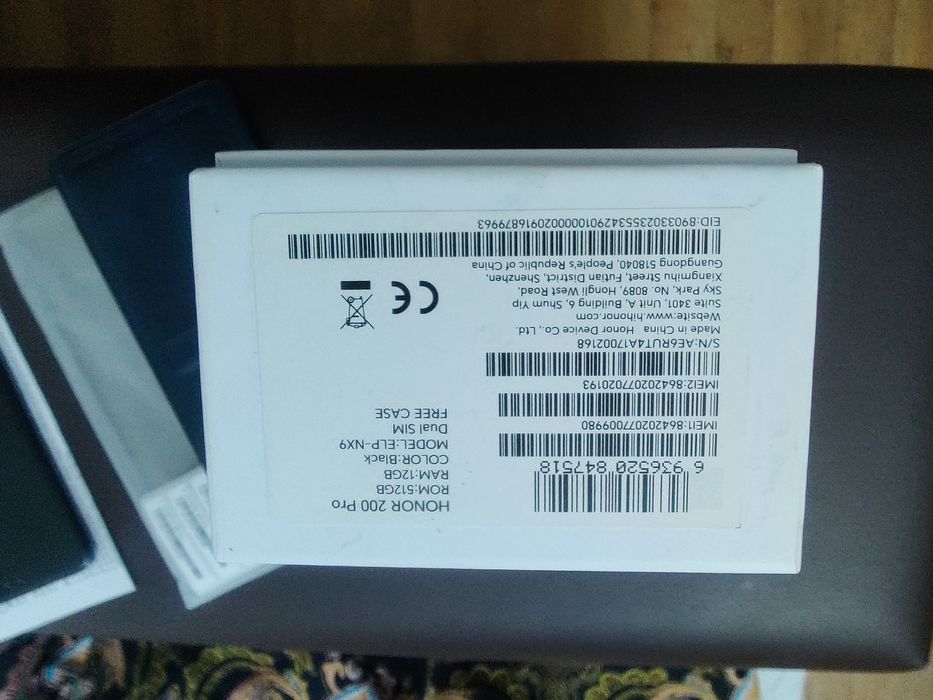 HONOR 200 Pro
ROM:512GB
RAM:12GB
COLOR:Black
MODEL:ELP-NX9
Dual SIM
FREE CASE
6 936520 847518
IMEI1:864202077009980
IMEI2:864202077020193
S/N:AE6RUT4A17002168
Made in China Honor Device Co., Ltd.
Website:www.hihonor.com
Suite 3401, Unit A, Building 6, Shum Yip
Sky Park, No. 8089, Hongli West Road,
Xiangmihu Street, Futian District, Shenzhen,
Guangdong 518040, People's Republic of China
CE
EID:89033023553429010000020916879963